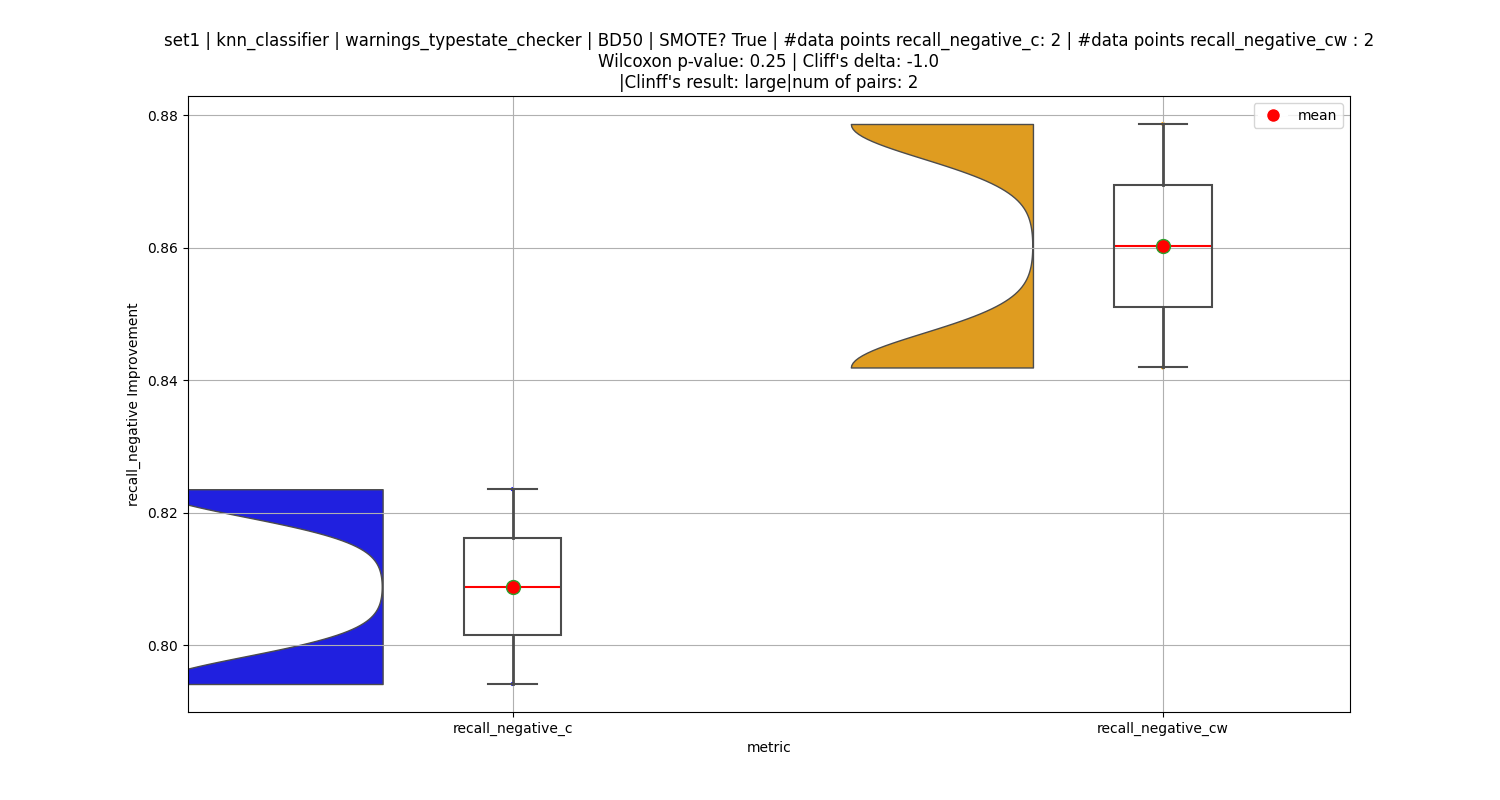 set1 | knn_classifier | warnings_typestate_checker | BD50 | SMOTE? True | #data points recall_negative_c: 2 | #data points recall_negative_cw : 2
Wilcoxon p-value: 0.25 | Cliff's delta: -1.0
|Clinff's result: large|num of pairs: 2
mean
0.88
0.86
0.84
0.82
0.80
recall_negative Improvement
recall_negative_c
recall_negative_cw
metric